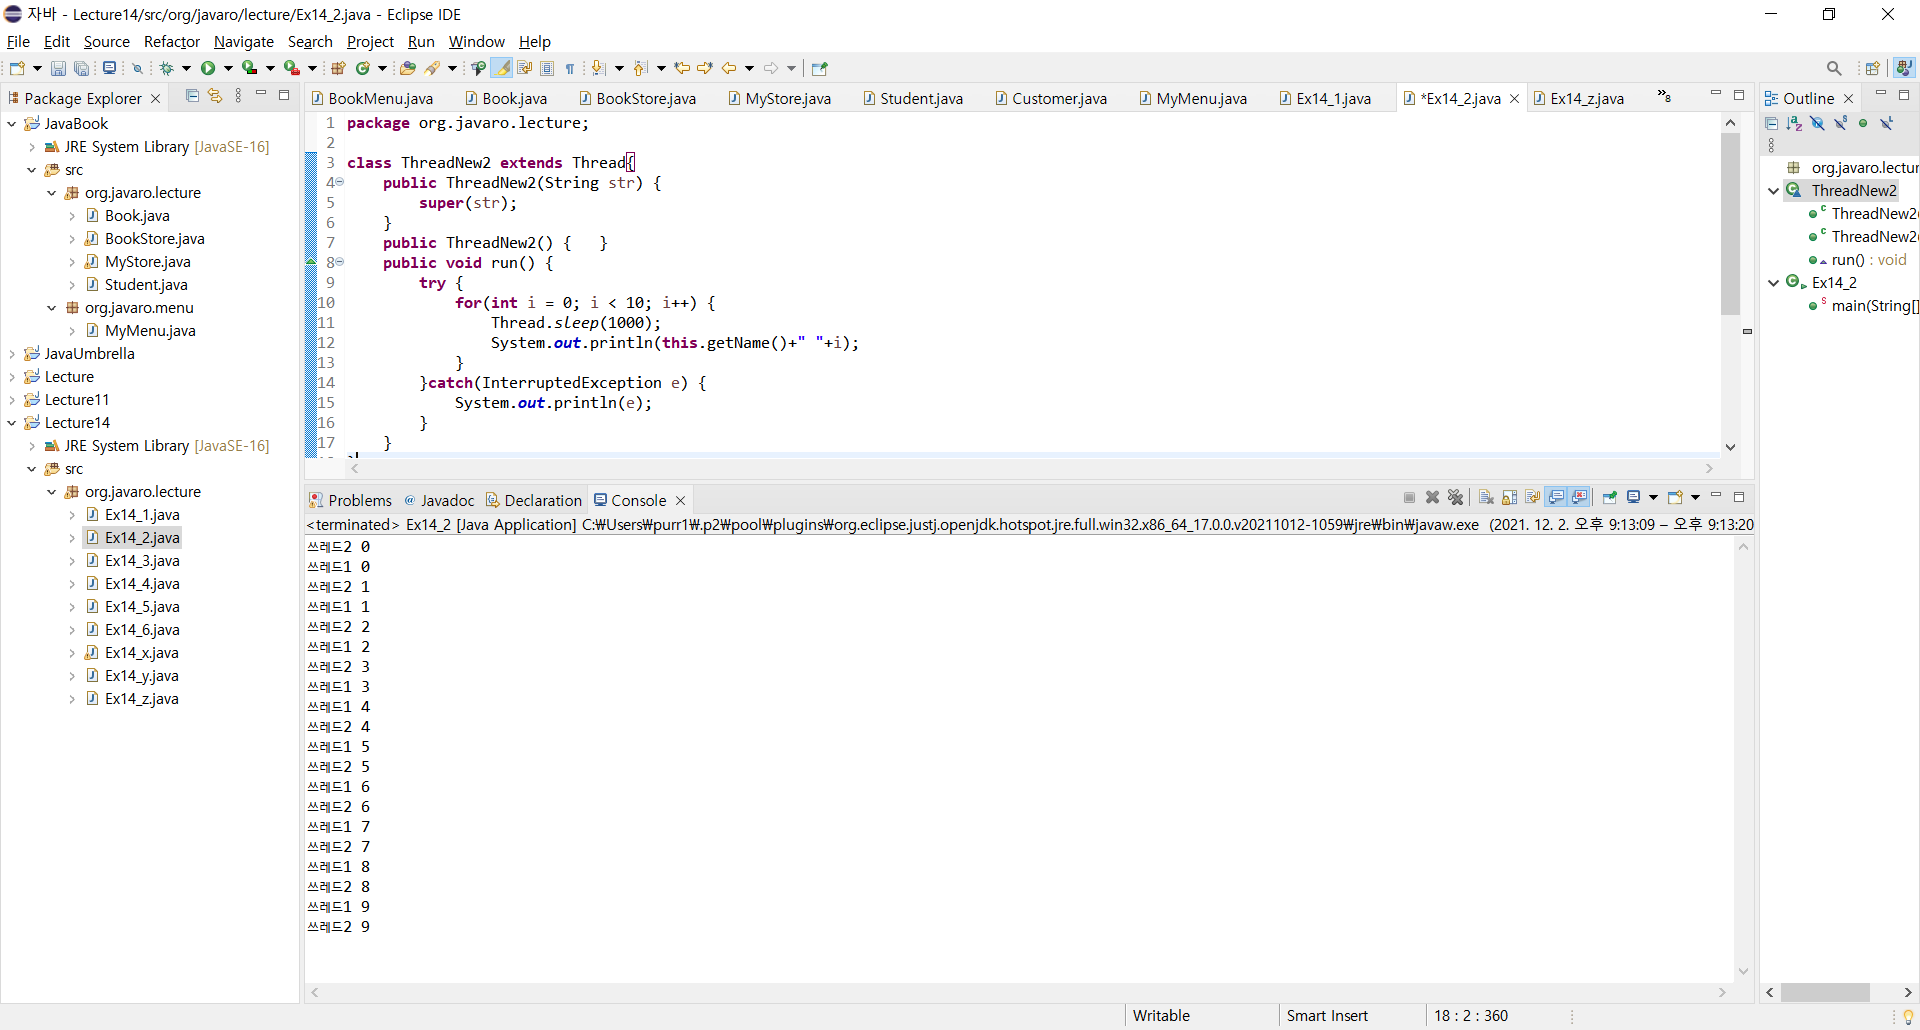 자바 - Lecture14/src/org/javaro/lecture/Ex14_2.java - Eclipse IDE
File Edit Source Refactor Navigate Search Project Run Window Help
Package Explorer
JavaBook
JRE System Library [JavaSE-16]
src
org.javaro.lecture
Book.java
BookStore.java
MyStore.java
Student.java
org.javaro.menu
MyMenu.java
JavaUmbrella
Lecture
Lecture11
Lecture14
JRE System Library [JavaSE-16]
src
org.javaro.lecture
Ex14_1.java
Ex14_2.java
Ex14_3.java
Ex14_4.java
Ex14_5.java
Ex14_6.java
Ex14_x.java
Ex14_y.java
Ex14_z.java
BookMenu.java Book.java BookStore.java MyStore.java Student.java Customer.java MyMenu.java Ex14_1.java *Ex14_2.java Ex14_z.java »8
1 package org.javaro.lecture;
2
3 class ThreadNew2 extends Thread{
4 public ThreadNew2(String str) {
5 super(str);
6 }
7 public ThreadNew2() { }
8 public void run() {
9 try {
10 for(int i = 0; i < 10; i++) {
11 Thread.sleep(1000);
12 System.out.println(this.getName()+" "+i);
13 }
14 }catch(InterruptedException e) {
15 System.out.println(e);
16 }
17 }
Problems Javadoc Declaration Console
<terminated> Ex14_2 [Java Application] C:₩Users₩purr1₩.p2₩pool₩plugins₩org.eclipse.justj.openjdk.hotspot.jre.full.win32.x86_64_17.0.0.v20211012-1059₩jre₩bin₩javaw.exe (2021. 12. 2. 오후 9:13:09 – 오후 9:13:20
쓰레드2 0
쓰레드1 0
쓰레드2 1
쓰레드1 1
쓰레드2 2
쓰레드1 2
쓰레드2 3
쓰레드1 3
쓰레드1 4
쓰레드2 4
쓰레드1 5
쓰레드2 5
쓰레드1 6
쓰레드2 6
쓰레드1 7
쓰레드2 7
쓰레드1 8
쓰레드2 8
쓰레드1 9
쓰레드2 9
Outline
org.javaro.lectur
ThreadNew2
ThreadNew2(
ThreadNew2(
run() : void
Ex14_2
main(String[]
Writable Smart Insert 18 : 2 : 360